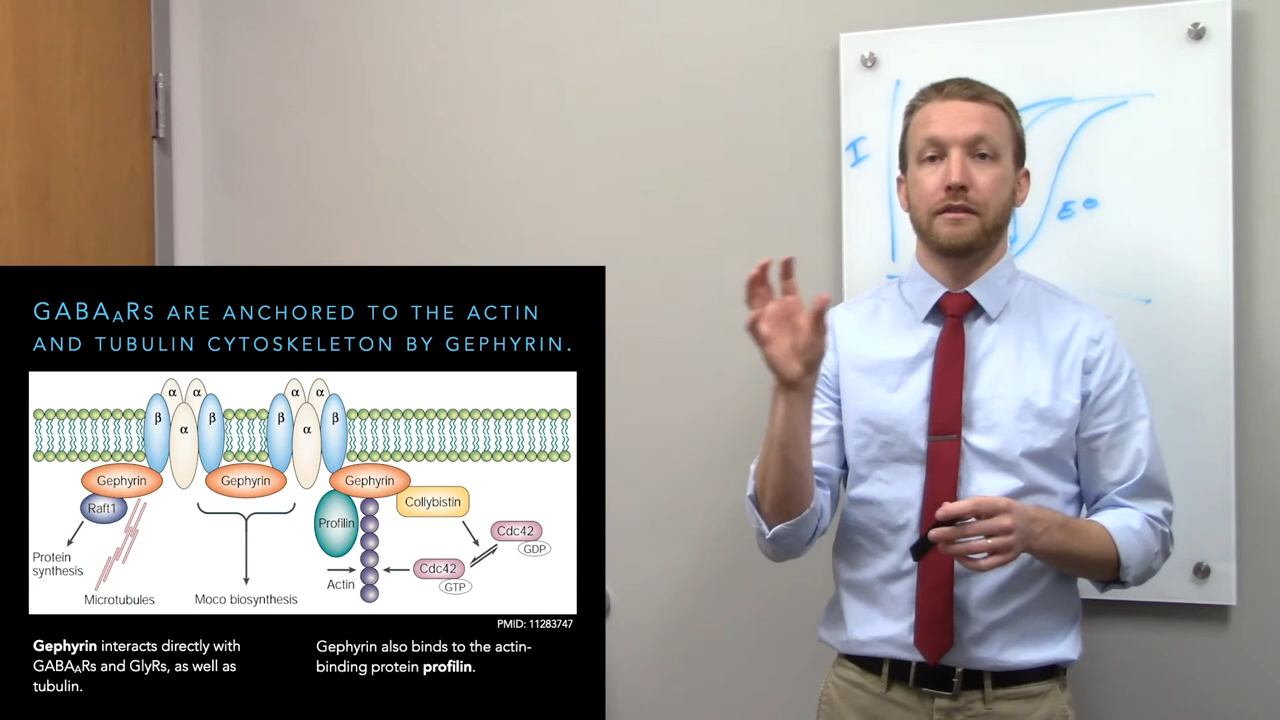 I
EO
GABAARs ARE ANCHORED TO THE ACTIN
AND TUBULIN CYTOSKELETON BY GEPHYRIN.
α α α α
β β β β
α α
Gephyrin Gephyrin Gephyrin
Raft1
Collybistin
Profilin
Cdc42
GDP
Protein
synthesis
Cdc42
GTP
Actin
Microtubules
Moco biosynthesis
PMID: 11283747
Gephyrin interacts directly with
GABAARs and GlyRs, as well as
tubulin.
Gephyrin also binds to the actin-
binding protein profilin.